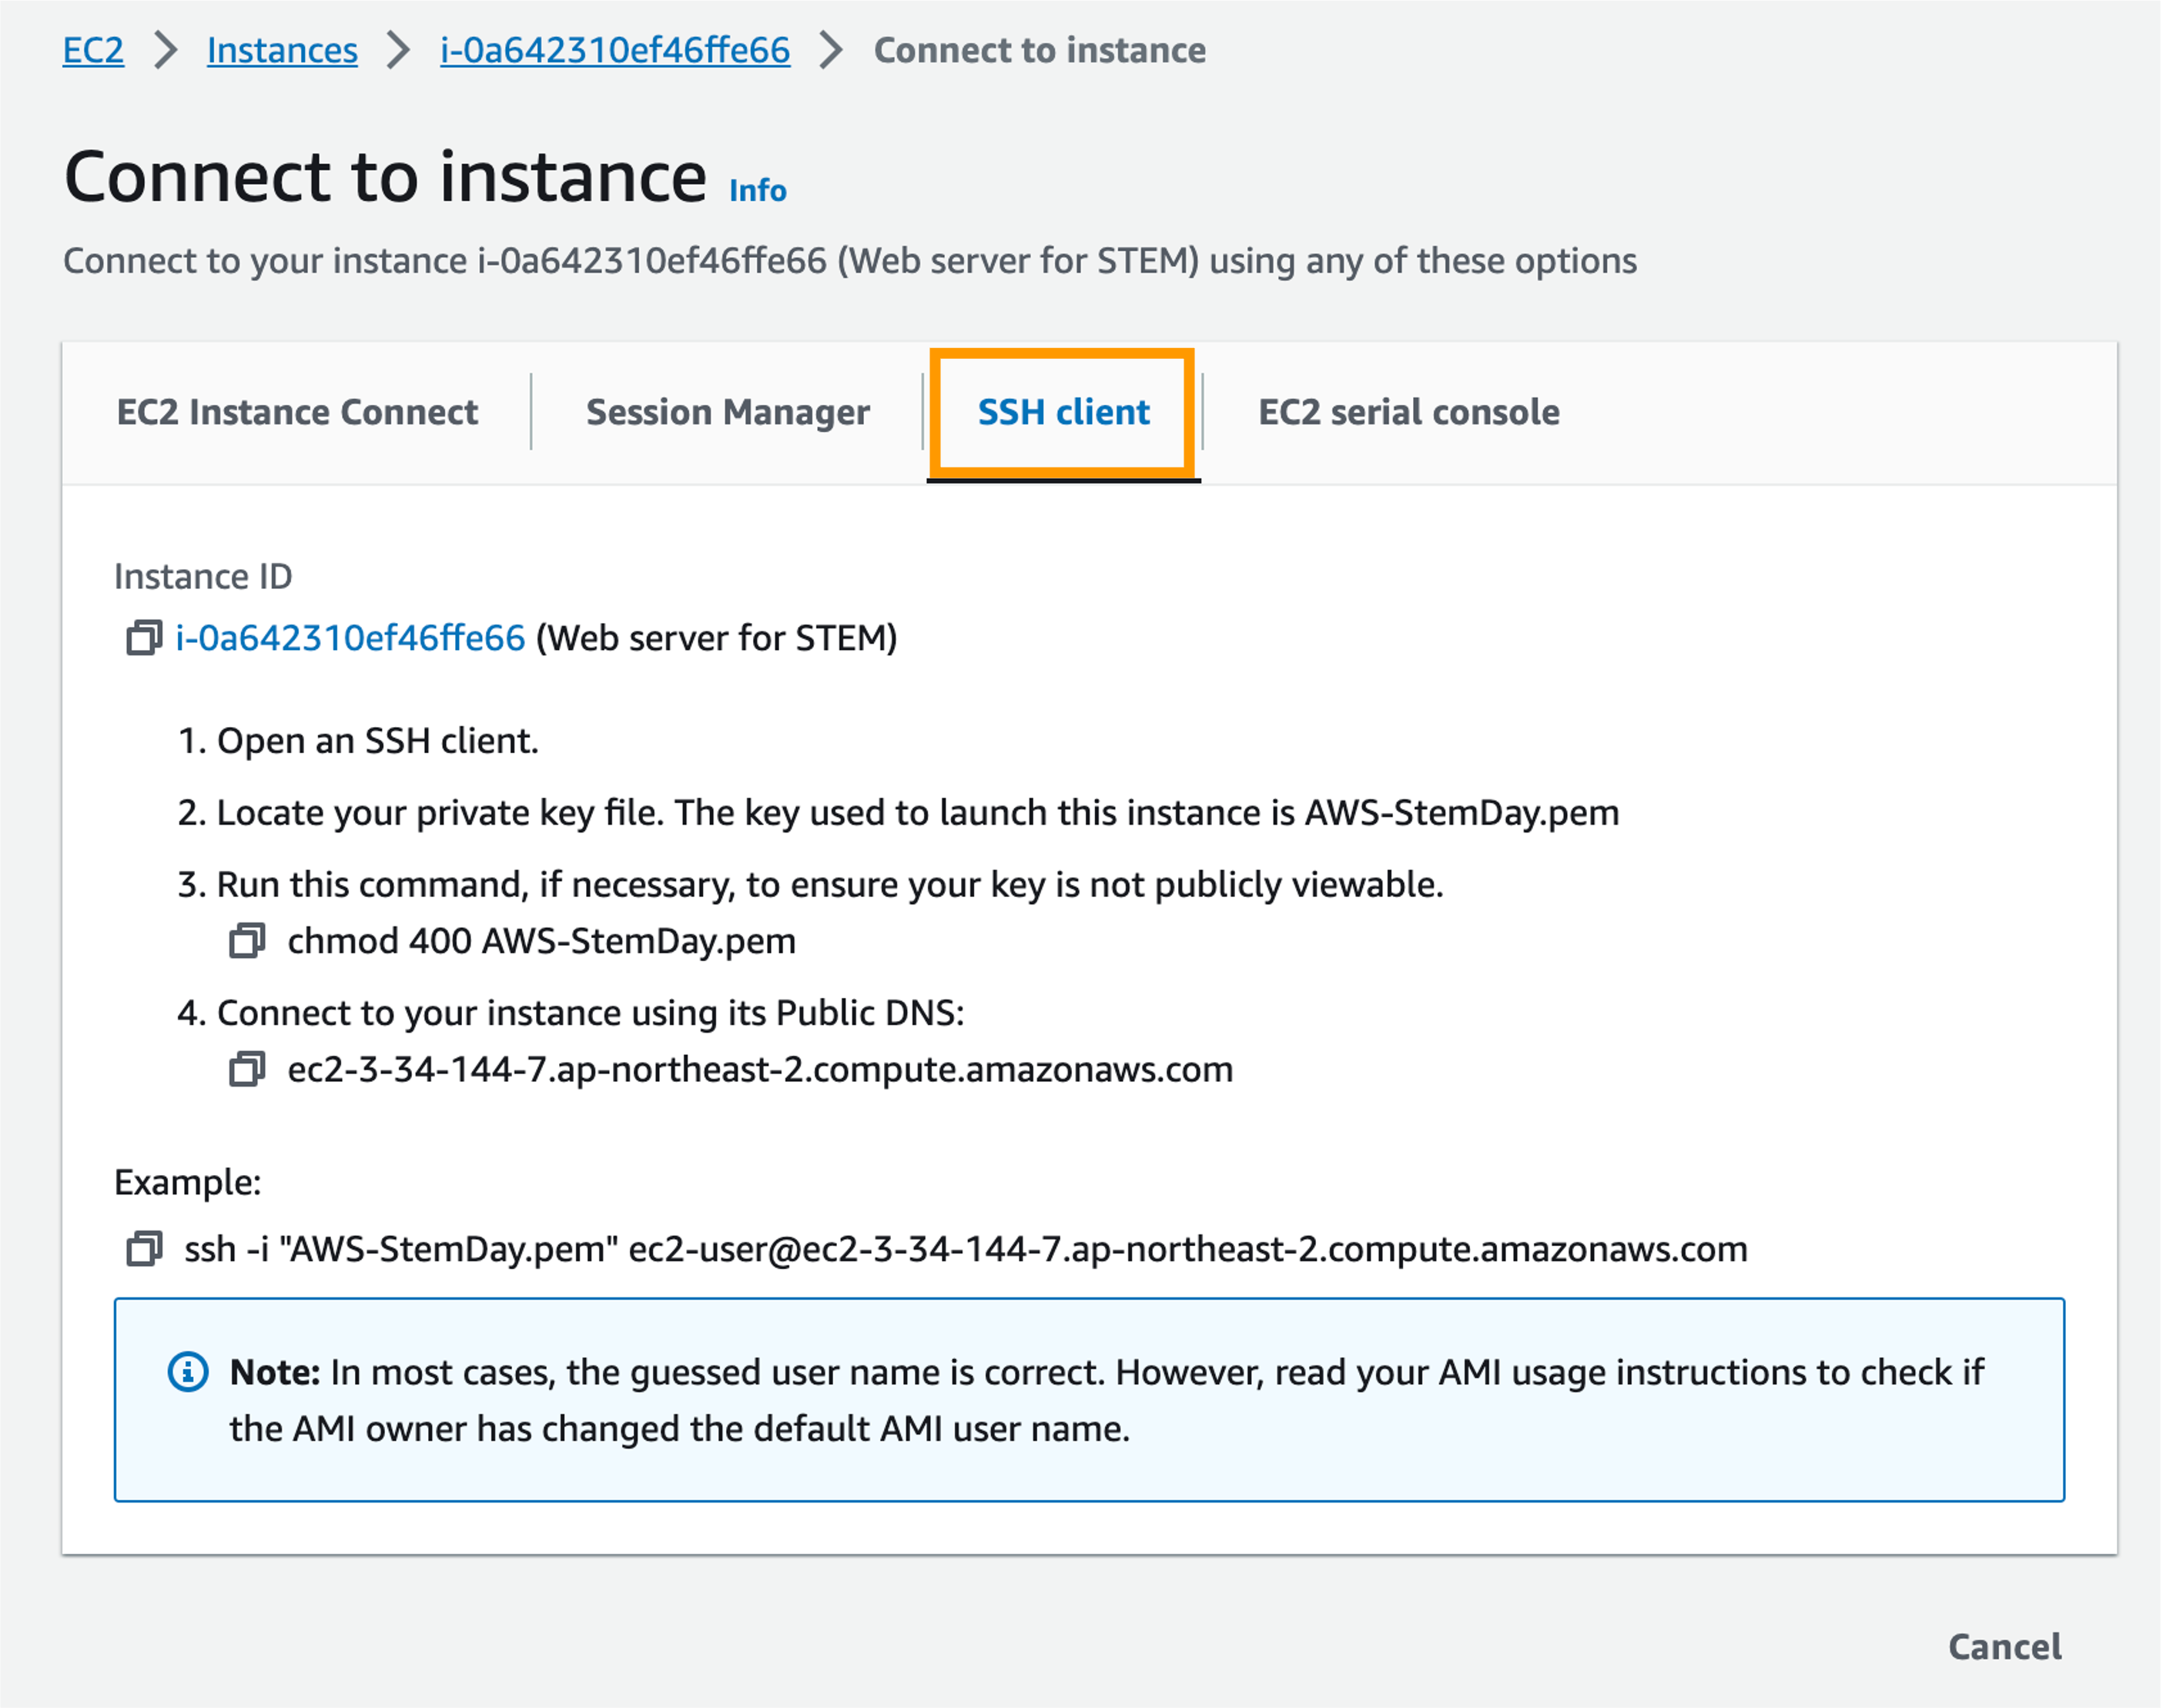 EC2 > Instances > i-0a642310ef46ffe66 > Connect to instance
Connect to instance Info
Connect to your instance i-0a642310ef46ffe66 (Web server for STEM) using any of these options
EC2 Instance Connect Session Manager SSH client EC2 serial console
Instance ID
i-0a642310ef46ffe66 (Web server for STEM)
1. Open an SSH client.
2. Locate your private key file. The key used to launch this instance is AWS-StemDay.pem
3. Run this command, if necessary, to ensure your key is not publicly viewable.
chmod 400 AWS-StemDay.pem
4. Connect to your instance using its Public DNS:
ec2-3-34-144-7.ap-northeast-2.compute.amazonaws.com
Example:
ssh -i "AWS-StemDay.pem" ec2-user@ec2-3-34-144-7.ap-northeast-2.compute.amazonaws.com
Note: In most cases, the guessed user name is correct. However, read your AMI usage instructions to check if
the AMI owner has changed the default AMI user name.
Cancel